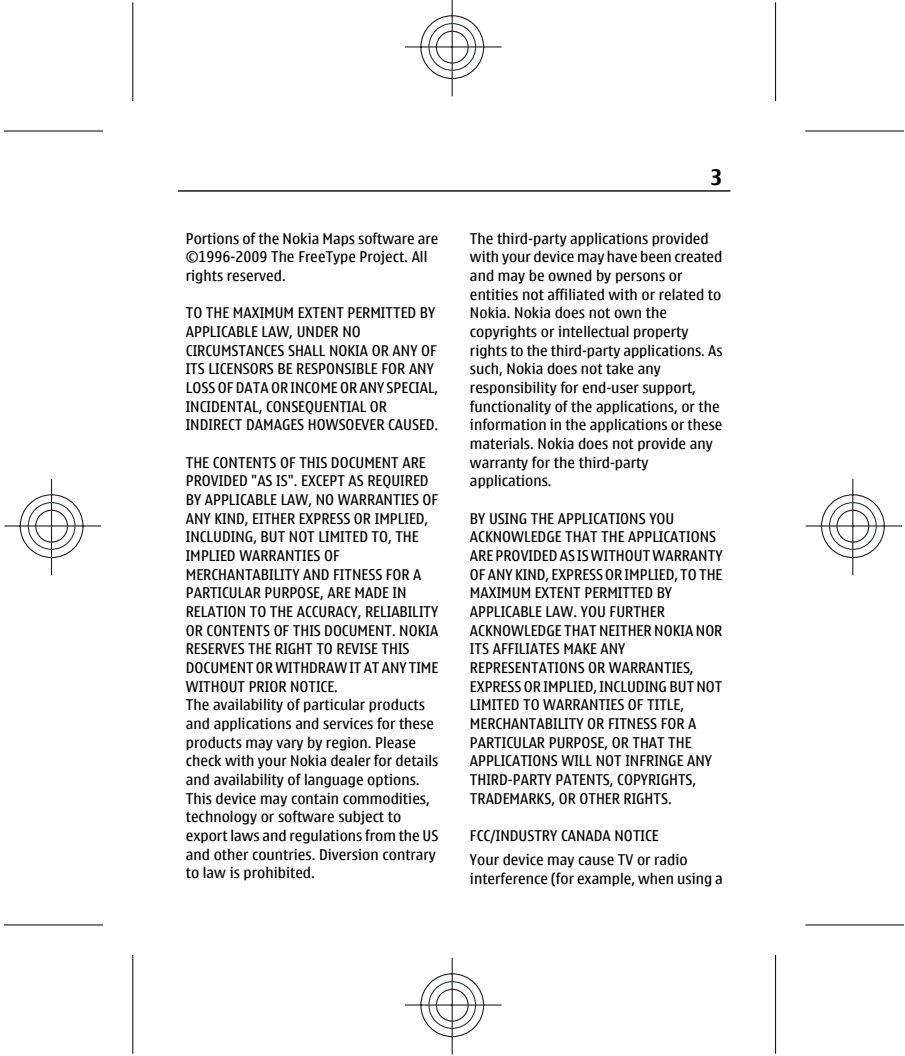 3
Portions of the Nokia Maps software are
©1996-2009 The FreeType Project. All
rights reserved.
TO THE MAXIMUM EXTENT PERMITTED BY
APPLICABLE LAW, UNDER NO
CIRCUMSTANCES SHALL NOKIA OR ANY OF
ITS LICENSORS BE RESPONSIBLE FOR ANY
LOSS OF DATA OR INCOME OR ANY SPECIAL,
INCIDENTAL, CONSEQUENTIAL OR
INDIRECT DAMAGES HOWSOEVER CAUSED.
THE CONTENTS OF THIS DOCUMENT ARE
PROVIDED "AS IS". EXCEPT AS REQUIRED
BY APPLICABLE LAW, NO WARRANTIES OF
ANY KIND, EITHER EXPRESS OR IMPLIED,
INCLUDING, BUT NOT LIMITED TO, THE
IMPLIED WARRANTIES OF
MERCHANTABILITY AND FITNESS FOR A
PARTICULAR PURPOSE, ARE MADE IN
RELATION TO THE ACCURACY, RELIABILITY
OR CONTENTS OF THIS DOCUMENT. NOKIA
RESERVES THE RIGHT TO REVISE THIS
DOCUMENT OR WITHDRAW IT AT ANY TIME
WITHOUT PRIOR NOTICE.
The availability of particular products
and applications and services for these
products may vary by region. Please
check with your Nokia dealer for details
and availability of language options.
This device may contain commodities,
technology or software subject to
export laws and regulations from the US
and other countries. Diversion contrary
to law is prohibited.
The third-party applications provided
with your device may have been created
and may be owned by persons or
entities not affiliated with or related to
Nokia. Nokia does not own the
copyrights or intellectual property
rights to the third-party applications. As
such, Nokia does not take any
responsibility for end-user support,
functionality of the applications, or the
information in the applications or these
materials. Nokia does not provide any
warranty for the third-party
applications.
BY USING THE APPLICATIONS YOU
ACKNOWLEDGE THAT THE APPLICATIONS
ARE PROVIDED AS IS WITHOUT WARRANTY
OF ANY KIND, EXPRESS OR IMPLIED, TO THE
MAXIMUM EXTENT PERMITTED BY
APPLICABLE LAW. YOU FURTHER
ACKNOWLEDGE THAT NEITHER NOKIA NOR
ITS AFFILIATES MAKE ANY
REPRESENTATIONS OR WARRANTIES,
EXPRESS OR IMPLIED, INCLUDING BUT NOT
LIMITED TO WARRANTIES OF TITLE,
MERCHANTABILITY OR FITNESS FOR A
PARTICULAR PURPOSE, OR THAT THE
APPLICATIONS WILL NOT INFRINGE ANY
THIRD-PARTY PATENTS, COPYRIGHTS,
TRADEMARKS, OR OTHER RIGHTS.
FCC/INDUSTRY CANADA NOTICE
Your device may cause TV or radio
interference (for example, when using a